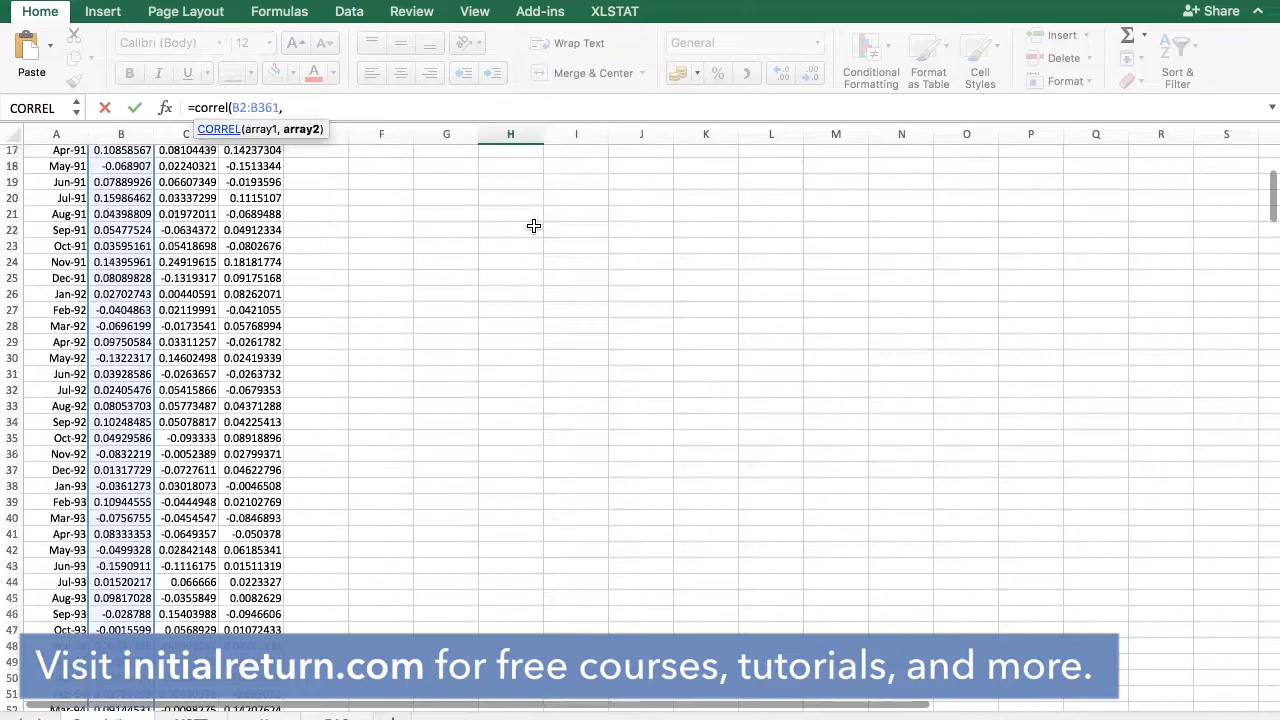 Home Insert Page Layout Formulas Data Review View Add-ins XLSTAT Share
Calibri (Body) 12 Wrap Text General Insert
Paste Merge & Center Conditional Formatting Format as Table Cell Styles Delete Format Sort & Filter
CORREL fx =correl(B2:B361,
CORREL(array1, array2)
A B C F G H I J K L M N O P Q R S
17 Apr-91 0.10858567 0.08104439 0.14237304
18 May-91 -0.068907 0.02240321 -0.1513344
19 Jun-91 0.07889926 0.06607349 -0.0193596
20 Jul-91 0.15986462 0.03337299 0.1115107
21 Aug-91 0.04398809 0.01972011 -0.0689488
22 Sep-91 0.05477524 -0.0634372 0.04912334
23 Oct-91 0.03595161 0.05418698 -0.0802676
24 Nov-91 0.14395961 0.24919615 0.18181774
25 Dec-91 0.08089828 -0.1319317 0.09175168
26 Jan-92 0.02702743 0.00440591 0.08262071
27 Feb-92 -0.0404863 0.02119991 -0.0421055
28 Mar-92 -0.0696199 -0.0173541 0.05768994
29 Apr-92 0.09750584 0.03311257 -0.0261782
30 May-92 -0.1322317 0.14602498 0.02419339
31 Jun-92 0.03928586 -0.0263657 -0.0263732
32 Jul-92 0.02405476 0.05415866 -0.0679353
33 Aug-92 0.08053703 0.05773487 0.04371288
34 Sep-92 0.10248485 0.05078817 0.04225413
35 Oct-92 0.04929586 -0.093333 0.08918896
36 Nov-92 -0.0832219 -0.0052389 0.02799371
37 Dec-92 0.01317729 -0.0727611 0.04622796
38 Jan-93 -0.0361273 0.03018073 -0.0046508
39 Feb-93 0.10944555 -0.0444948 0.02102769
40 Mar-93 -0.0756755 -0.0454547 -0.0846893
41 Apr-93 0.08333353 -0.0649357 -0.050378
42 May-93 -0.0499328 0.02842148 0.06185341
43 Jun-93 -0.1590911 -0.1116175 0.01511319
44 Jul-93 0.01520217 0.066666 0.0223327
45 Aug-93 0.09817028 -0.0355849 0.0082629
46 Sep-93 -0.028788 0.15403988 -0.0946606
47 Oct-93 -0.0015599 0.0568929 0.01072433
48
49
50
51
Visit initialreturn.com for free courses, tutorials, and more.